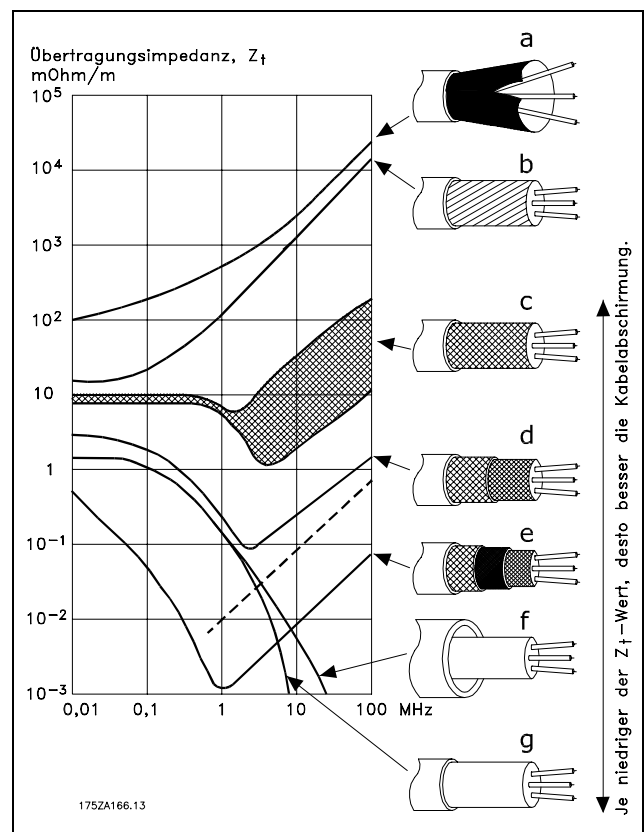 Übertragungsimpedanz, Zt
mOhm/m
a
10⁵
10⁴
b
10³
10²
c
10
d
1
10⁻¹
e
10⁻²
f
10⁻³
0,01 0,1 1 10 100 MHz
g
175ZA166.13
Je niedriger der Zt-Wert, desto besser die Kabelabschirmung.